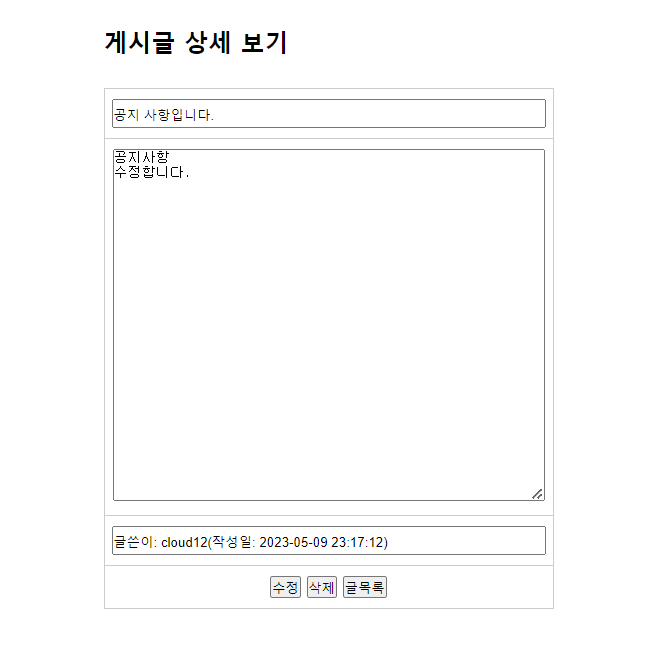 게시글 상세 보기
공지 사항입니다.
공지사항
수정합니다.
글쓴이: cloud12(작성일: 2023-05-09 23:17:12)
수정 삭제 글목록